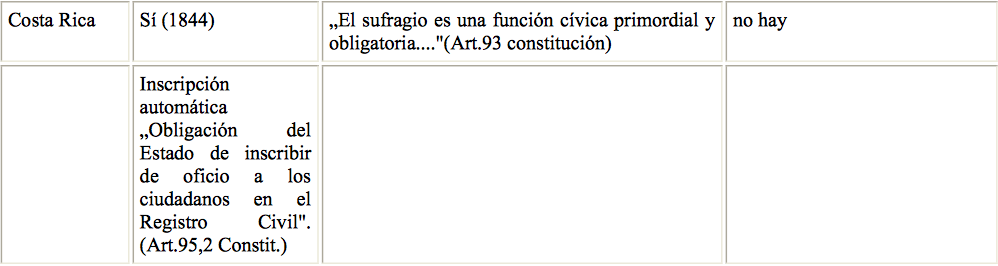 Costa Rica
Sí (1844)
„El sufragio es una función cívica primordial y
obligatoria...."(Art.93 constitución)
no hay
Inscripción
automática
„Obligación del
Estado de inscribir
de oficio a los
ciudadanos en el
Registro Civil".
(Art.95,2 Constit.)